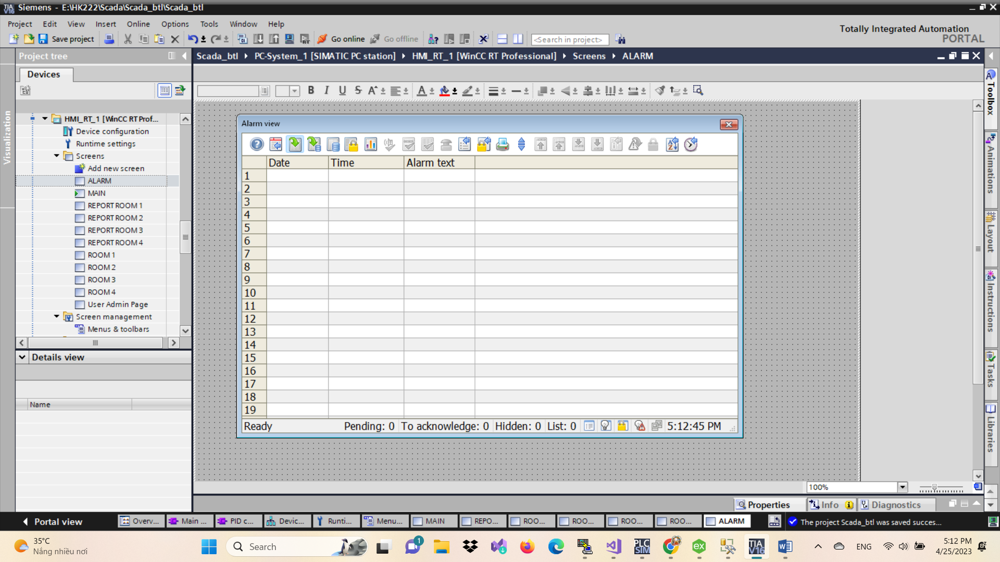 Siemens - E:\HK222\Scada\Scada_btl\Scada_btl
Project Edit View Insert Online Options Tools Window Help
Totally Integrated Automation
PORTAL
Save project
Go online
Go offline
<Search in project>
Project tree
Scada_btl PC-System_1 [SIMATIC PC station] HMI_RT_1 [WinCC RT Professional] Screens ALARM
Devices
B I U S A A
Visualization
HMI_RT_1 [WinCC RT Prof...
Device configuration
Runtime settings
Screens
Add new screen
ALARM
MAIN
REPORT ROOM 1
REPORT ROOM 2
REPORT ROOM 3
REPORT ROOM 4
ROOM 1
ROOM 2
ROOM 3
ROOM 4
User Admin Page
Screen management
Menus & toolbars
Details view
Name
Alarm view
Date Time Alarm text
1
2
3
4
5
6
7
8
9
10
11
12
13
14
15
16
17
18
19
Ready Pending: 0 To acknowledge: 0 Hidden: 0 List: 0 5:12:45 PM
Toolbox
Animations
Layout
Instructions
Tasks
Libraries
100%
Properties Info Diagnostics
Portal view Overv... Main ... PID c... Devic... Runti... Menu... MAIN REPO... ROO... ROO... ROO... ROO... ALARM The project Scada_btl was saved succes...
35°C
Nắng nhiều nơi
Search
1
PLC
SIM
ex
TIA
V16
W
ENG
5:12 PM
4/25/2023